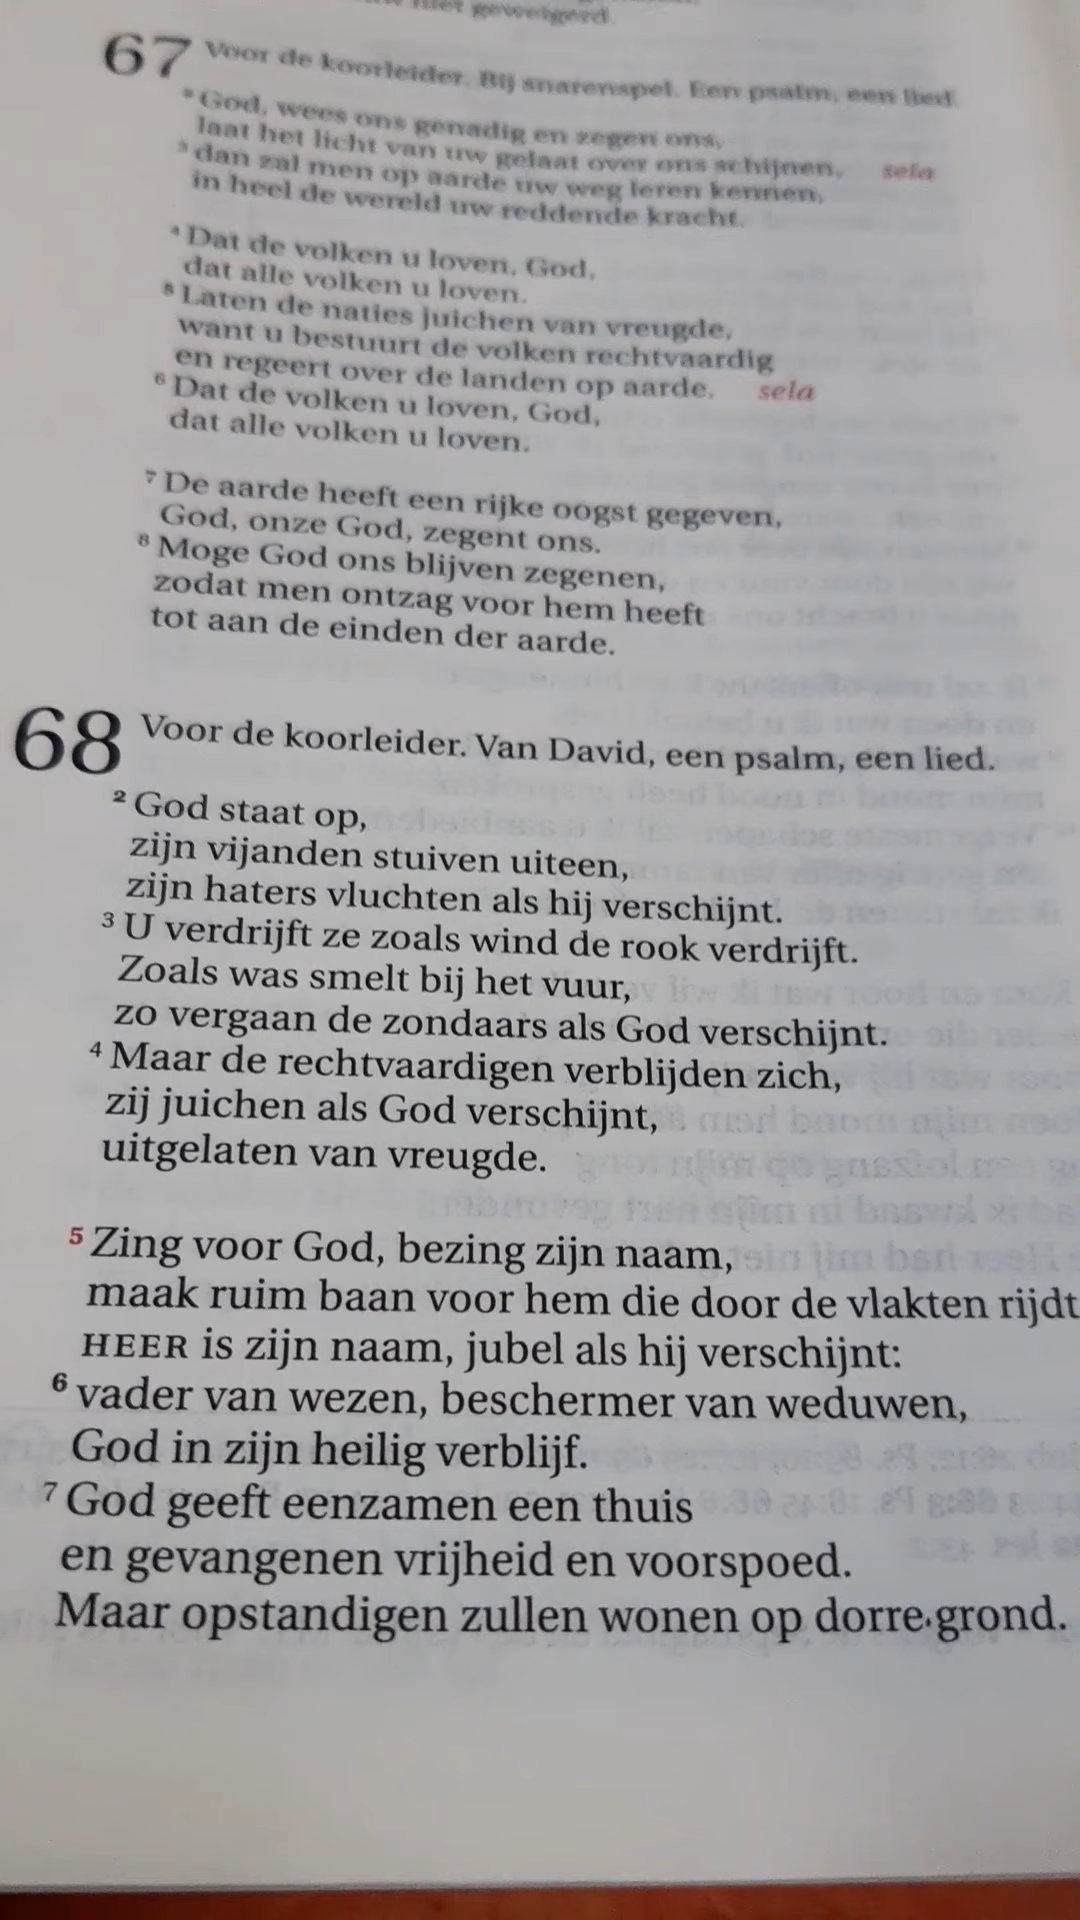 niet geweigerd.
67 Voor de koorleider. Bij snarenspel. Een psalm, een lied.
² God, wees ons genadig en zegen ons,
laat het licht van uw gelaat over ons schijnen, sela
³ dan zal men op aarde uw weg leren kennen,
in heel de wereld uw reddende kracht.
⁴ Dat de volken u loven, God,
dat alle volken u loven.
⁵ Laten de naties juichen van vreugde,
want u bestuurt de volken rechtvaardig
en regeert over de landen op aarde. sela
⁶ Dat de volken u loven, God,
dat alle volken u loven.
⁷ De aarde heeft een rijke oogst gegeven,
God, onze God, zegent ons.
⁸ Moge God ons blijven zegenen,
zodat men ontzag voor hem heeft
tot aan de einden der aarde.
68 Voor de koorleider. Van David, een psalm, een lied.
² God staat op,
zijn vijanden stuiven uiteen,
zijn haters vluchten als hij verschijnt.
³ U verdrijft ze zoals wind de rook verdrijft.
Zoals was smelt bij het vuur,
zo vergaan de zondaars als God verschijnt.
⁴ Maar de rechtvaardigen verblijden zich,
zij juichen als God verschijnt,
uitgelaten van vreugde.
⁵ Zing voor God, bezing zijn naam,
maak ruim baan voor hem die door de vlakten rijdt
HEER is zijn naam, jubel als hij verschijnt:
⁶ vader van wezen, beschermer van weduwen,
God in zijn heilig verblijf.
⁷ God geeft eenzamen een thuis
en gevangenen vrijheid en voorspoed.
Maar opstandigen zullen wonen op dorre grond.